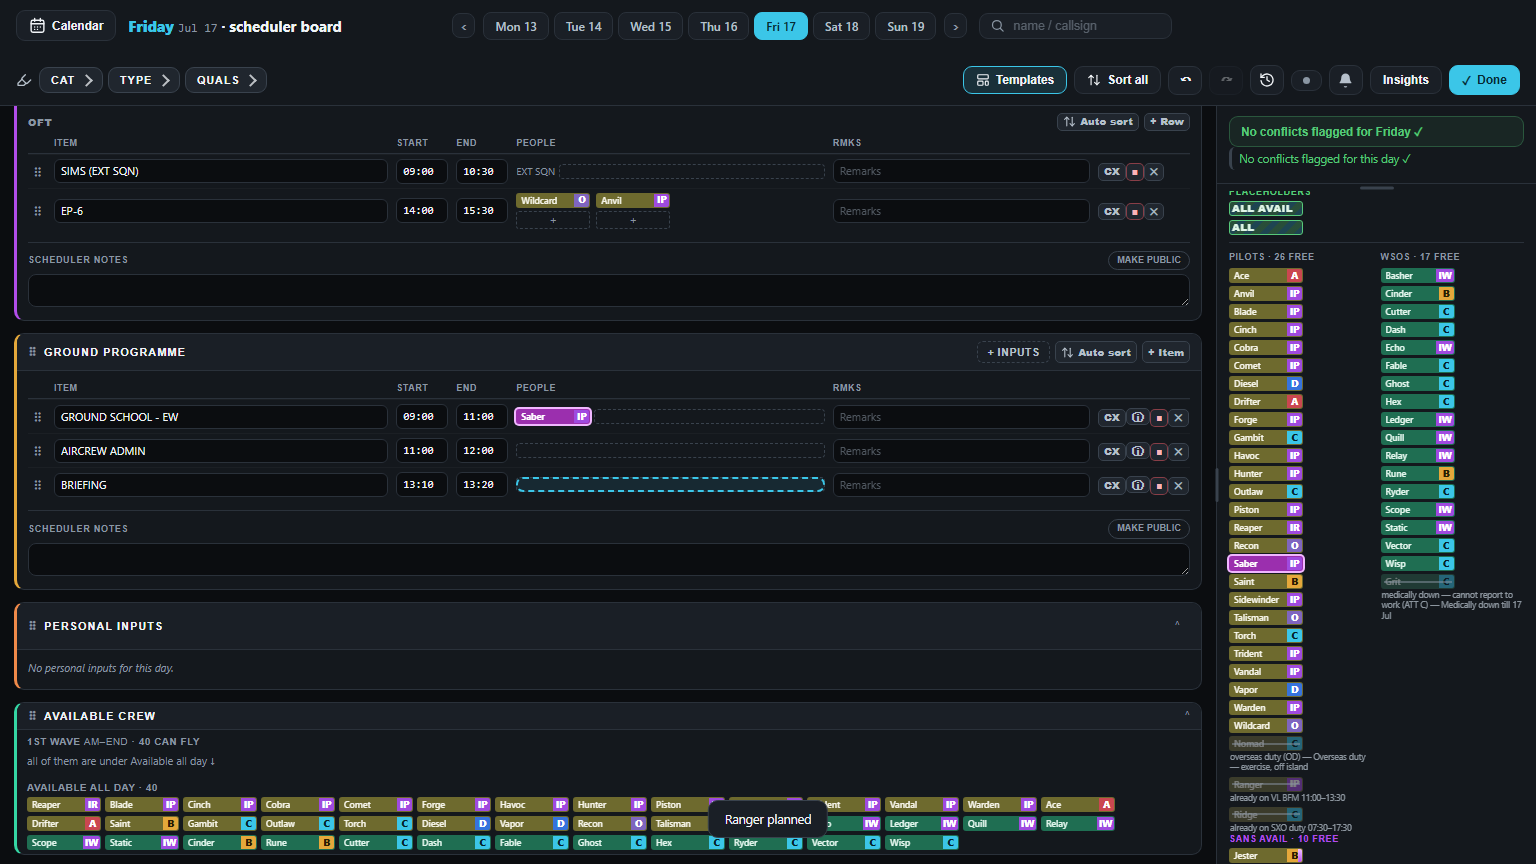 Calendar
Friday Jul 17 · scheduler board
‹ Mon 13 Tue 14 Wed 15 Thu 16 Fri 17 Sat 18 Sun 19 ›
name / callsign
CAT TYPE QUALS
Templates Sort all Insights ✓ Done
OFT
Auto sort + Row
ITEM START END PEOPLE RMKS
SIMS (EXT SQN) 09:00 10:30 EXT SQN Remarks CX ✕
EP-6 14:00 15:30 Wildcard O Anvil IP Remarks CX ✕
+ +
SCHEDULER NOTES MAKE PUBLIC
GROUND PROGRAMME
+ INPUTS Auto sort + Item
ITEM START END PEOPLE RMKS
GROUND SCHOOL - EW 09:00 11:00 Saber IP Remarks CX ✕
AIRCREW ADMIN 11:00 12:00 Remarks CX ✕
BRIEFING 13:10 13:20 Remarks CX ✕
SCHEDULER NOTES MAKE PUBLIC
PERSONAL INPUTS ^
No personal inputs for this day.
AVAILABLE CREW ^
1ST WAVE AM–END · 40 CAN FLY
all of them are under Available all day ↓
AVAILABLE ALL DAY · 40
Reaper IR Blade IP Cinch IP Cobra IP Comet IP Forge IP Havoc IP Hunter IP Piston Vandal IP Warden IP Ace A
Drifter A Saint B Gambit C Outlaw C Torch C Diesel D Vapor D Recon O Talisman IW Ledger IW Quill IW Relay IW
Scope IW Static IW Cinder B Rune B Cutter C Dash C Fable C Ghost C Hex C Ryder C Vector C Wisp C
Ranger planned
No conflicts flagged for Friday ✓
No conflicts flagged for this day ✓
PLACEHOLDERS
ALL AVAIL
ALL
PILOTS · 26 FREE
Ace A
Anvil IP
Blade IP
Cinch IP
Cobra IP
Comet IP
Diesel D
Drifter A
Forge IP
Gambit C
Havoc IP
Hunter IP
Outlaw C
Piston IP
Reaper IR
Recon O
Saber IP
Saint B
Sidewinder IP
Talisman O
Torch C
Trident IP
Vandal IP
Vapor D
Warden IP
Wildcard O
Nomad C
overseas duty (OD) — Overseas duty
— exercise, off island
Ranger IP
already on VL BFM 11:00–13:30
Ridge C
already on SXO duty 07:30–17:30
SANS AVAIL · 10 FREE
Jester B
WSOS · 17 FREE
Basher IW
Cinder B
Cutter C
Dash C
Echo IW
Fable C
Ghost C
Hex C
Ledger IW
Quill IW
Relay IW
Rune B
Ryder C
Scope IW
Static IW
Vector C
Wisp C
Grit C
medically down — cannot report to
work (ATT C) — Medically down till 17
Jul